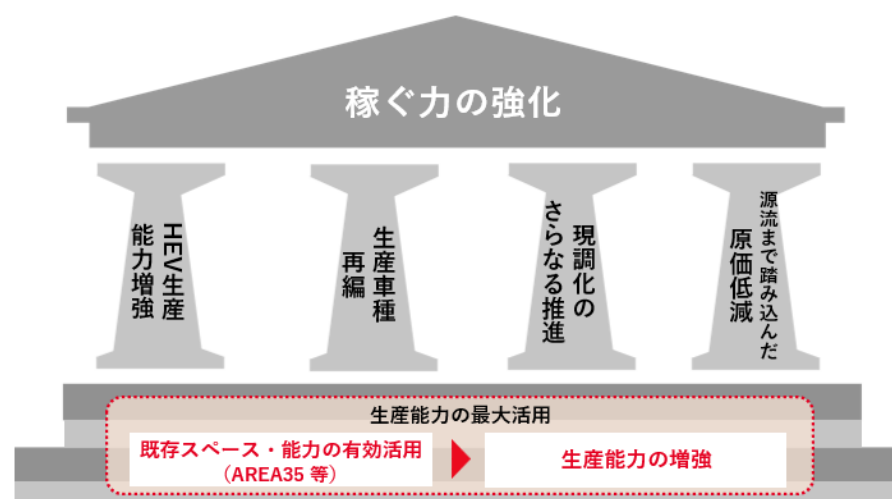 稼ぐ力の強化
HEV生産
能力増強
生産車種
再編
現調化の
さらなる推進
源流まで踏み込んだ
原価低減
生産能力の最大活用
既存スペース・能力の有効活用
（AREA35 等）
生産能力の増強